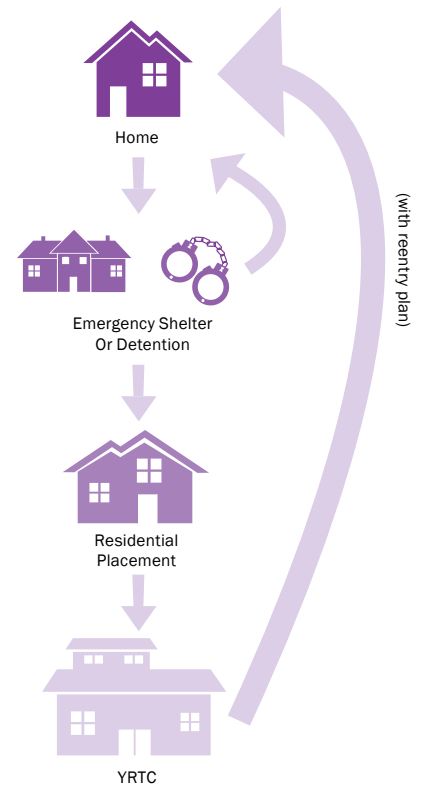 Home
(with reentry plan)
Emergency Shelter
Or Detention
Residential
Placement
YRTC